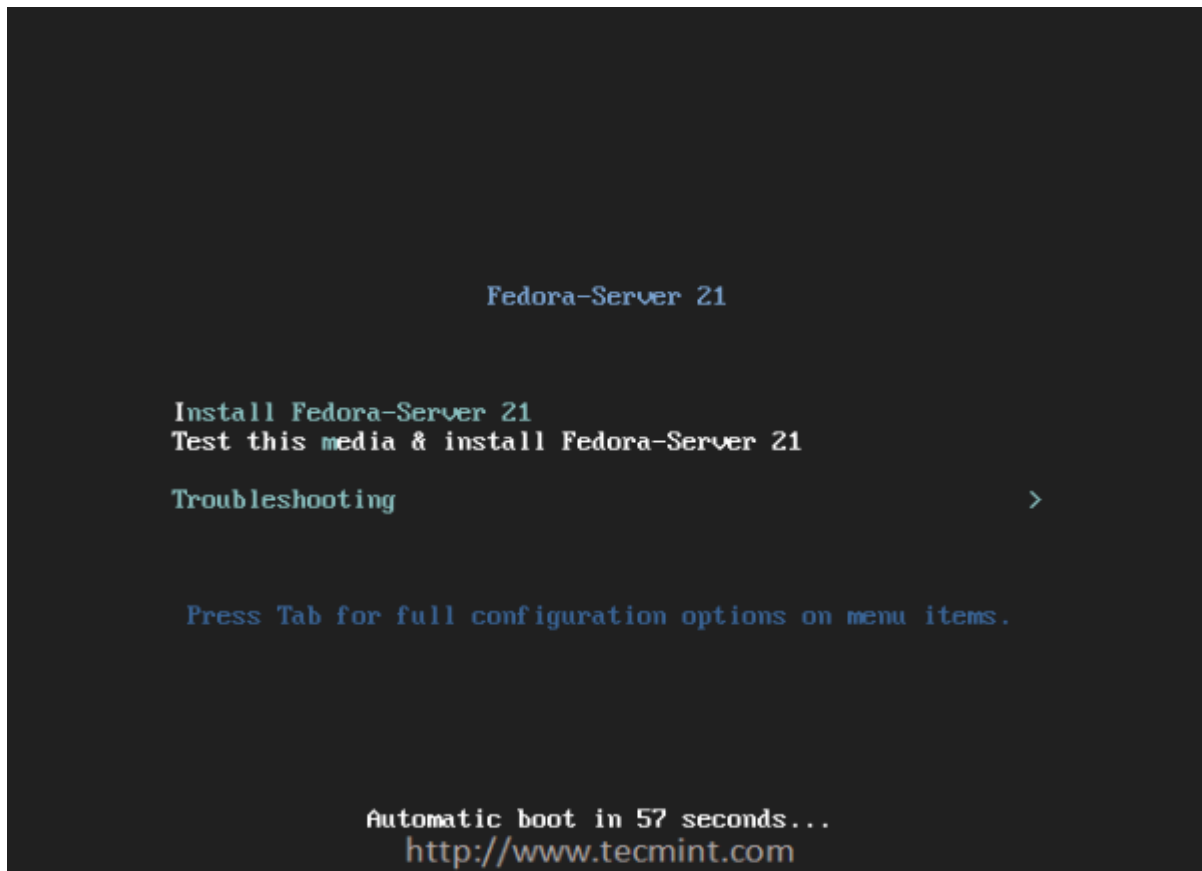 Fedora-Server 21
Install Fedora-Server 21
Test this media & install Fedora-Server 21
Troubleshooting >
Press Tab for full configuration options on menu items.
Automatic boot in 57 seconds...
http://www.tecmint.com